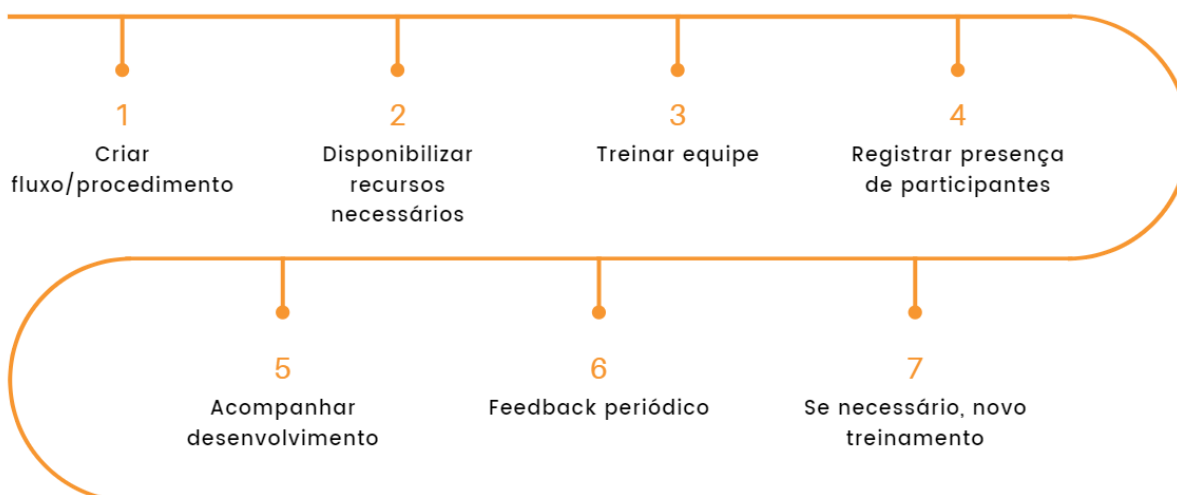 1
Criar
fluxo/procedimento
2
Disponibilizar
recursos
necessários
3
Treinar equipe
4
Registrar presença
de participantes
5
Acompanhar
desenvolvimento
6
Feedback periódico
7
Se necessário, novo
treinamento